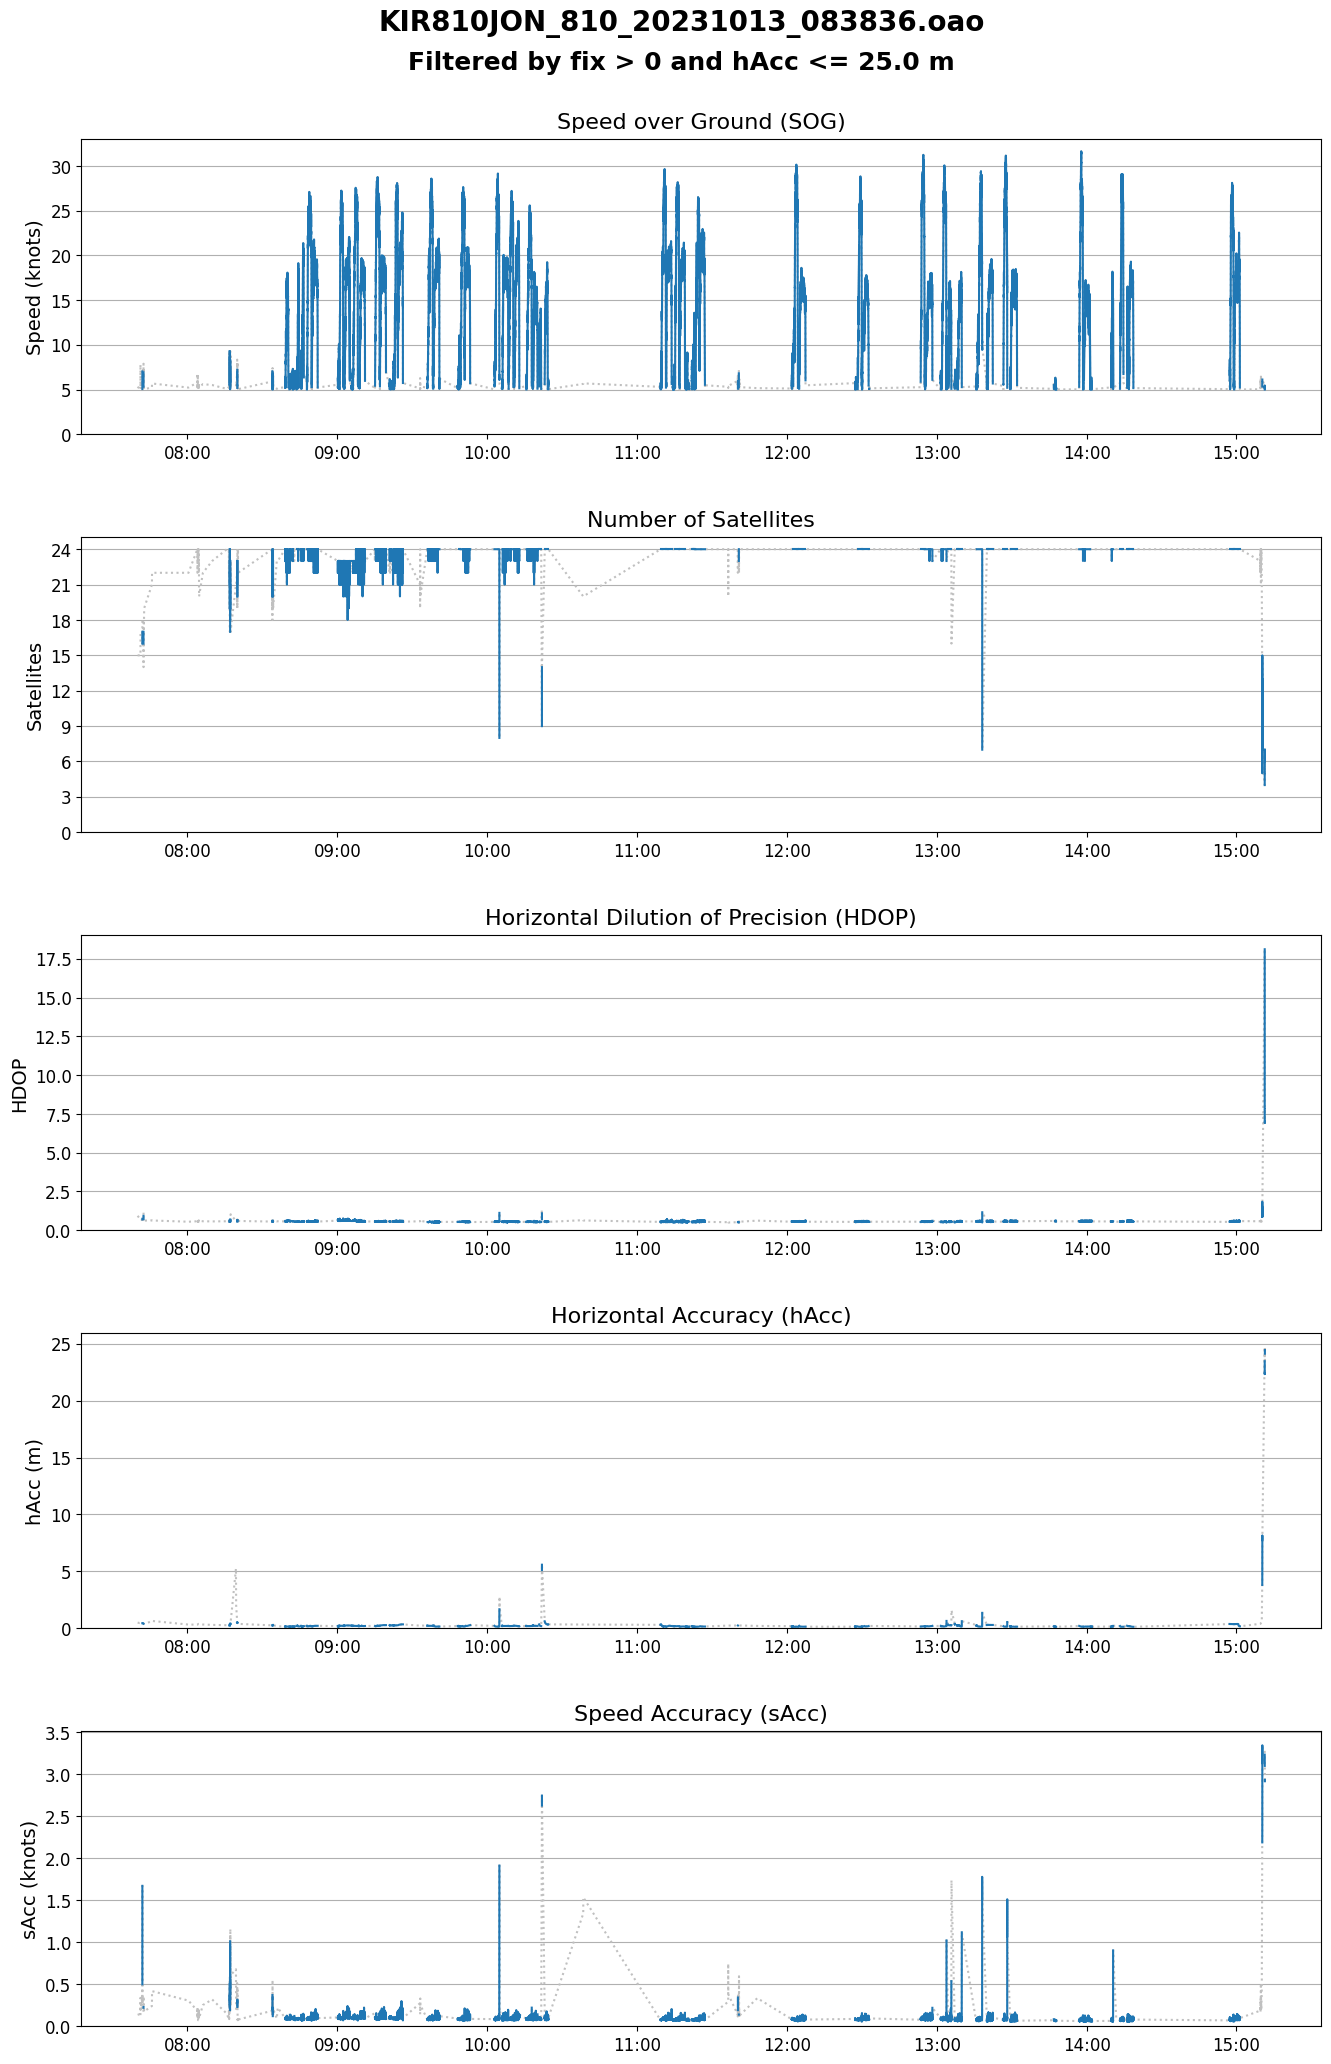 KIR810JON_810_20231013_083836.oao
Filtered by fix > 0 and hAcc <= 25.0 m
Speed over Ground (SOG)
Speed (knots)
30
25
20
15
10
5
0
08:00 09:00 10:00 11:00 12:00 13:00 14:00 15:00
Number of Satellites
Satellites
24
21
18
15
12
9
6
3
0
08:00 09:00 10:00 11:00 12:00 13:00 14:00 15:00
Horizontal Dilution of Precision (HDOP)
HDOP
17.5
15.0
12.5
10.0
7.5
5.0
2.5
0.0
08:00 09:00 10:00 11:00 12:00 13:00 14:00 15:00
Horizontal Accuracy (hAcc)
hAcc (m)
25
20
15
10
5
0
08:00 09:00 10:00 11:00 12:00 13:00 14:00 15:00
Speed Accuracy (sAcc)
sAcc (knots)
3.5
3.0
2.5
2.0
1.5
1.0
0.5
0.0
08:00 09:00 10:00 11:00 12:00 13:00 14:00 15:00